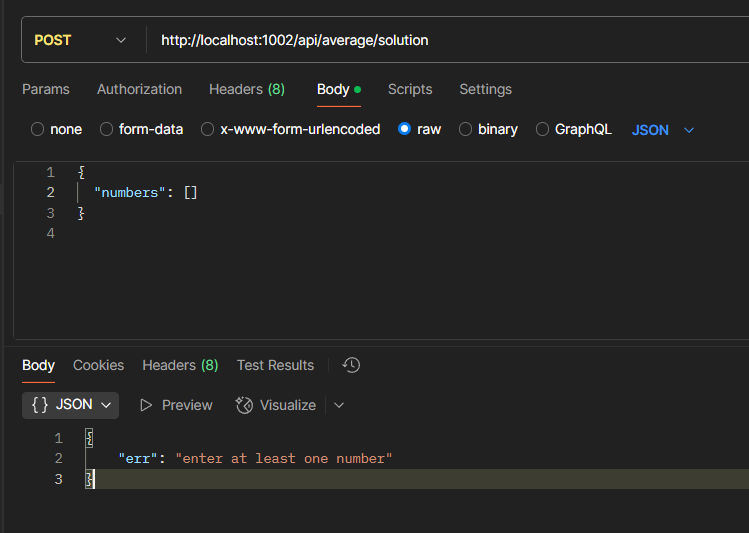 POST http://localhost:1002/api/average/solution
Params Authorization Headers (8) Body Scripts Settings
none form-data x-www-form-urlencoded raw binary GraphQL JSON
1 {
2 "numbers": []
3 }
4
Body Cookies Headers (8) Test Results
{} JSON Preview Visualize
1 {
2 "err": "enter at least one number"
3 }